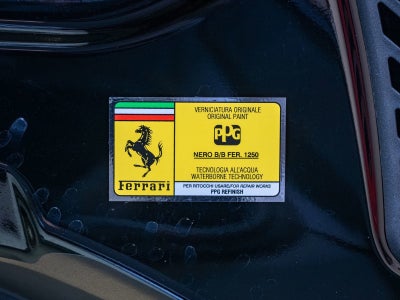 VERNICIATURA ORIGINALE
ORIGINAL PAINT
PPG
NERO B/B FER. 1250
TECNOLOGIA ALL'ACQUA
WATERBORNE TECHNOLOGY
Ferrari
PER RITOCCHI USARE/FOR REPAIR WORKS
PPG REFINISH